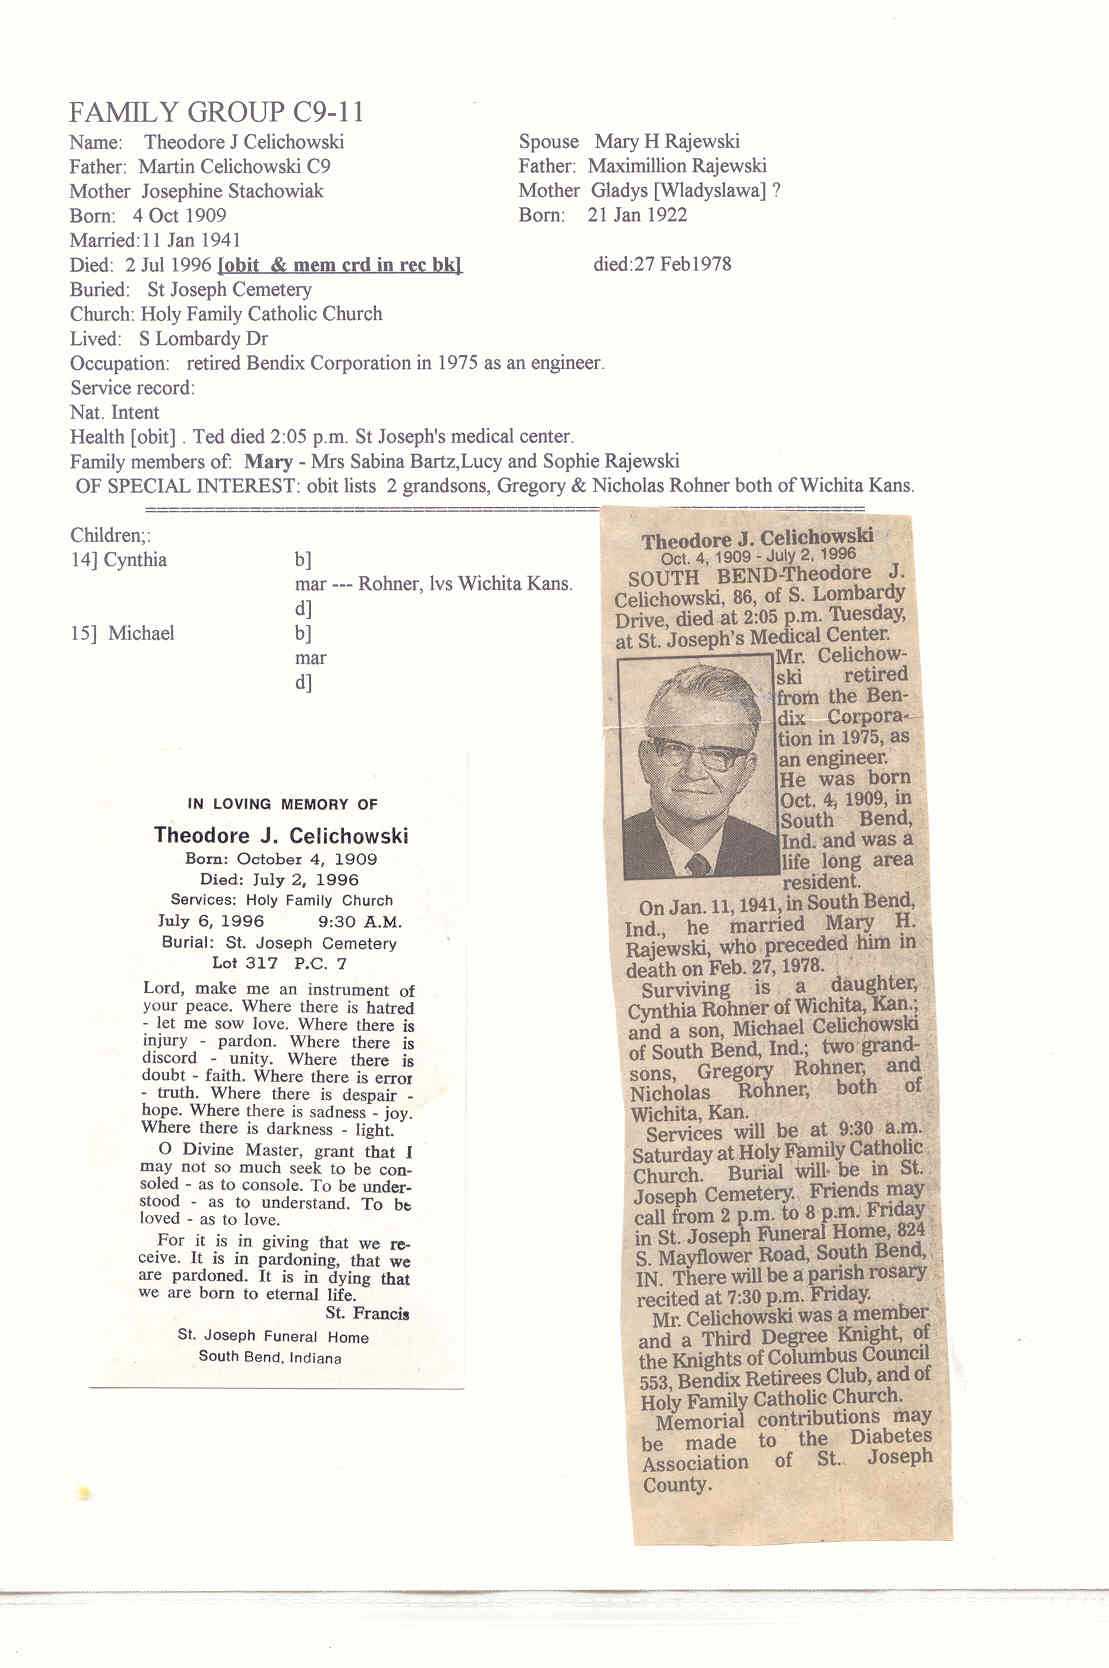 FAMILY GROUP C9-11
Name: Theodore J Celichowski
Father: Martin Celichowski C9
Mother Josephine Stachowiak
Born: 4 Oct 1909
Married:11 Jan 1941
Died: 2 Jul 1996 [obit & mem crd in rec bk]
Spouse Mary H Rajewski
Father: Maximillion Rajewski
Mother Gladys [Wladyslawa] ?
Born: 21 Jan 1922
died:27 Feb1978
Buried: St Joseph Cemetery
Church: Holy Family Catholic Church
Lived: S Lombardy Dr
Occupation: retired Bendix Corporation in 1975 as an engineer.
Service record:
Nat. Intent
Health [obit] . Ted died 2:05 p.m. St Joseph's medical center.
Family members of: Mary - Mrs Sabina Bartz,Lucy and Sophie Rajewski
OF SPECIAL INTEREST: obit lists 2 grandsons, Gregory & Nicholas Rohner both of Wichita Kans.
Children;:
14] Cynthia b]
mar --- Rohner, lvs Wichita Kans.
d]
15] Michael b]
mar
d]
IN LOVING MEMORY OF
Theodore J. Celichowski
Born: October 4, 1909
Died: July 2, 1996
Services: Holy Family Church
July 6, 1996 9:30 A.M.
Burial: St. Joseph Cemetery
Lot 317 P.C. 7
Lord, make me an instrument of
your peace. Where there is hatred
- let me sow love. Where there is
injury - pardon. Where there is
discord - unity. Where there is
doubt - faith. Where there is error
- truth. Where there is despair -
hope. Where there is sadness - joy.
Where there is darkness - light.
O Divine Master, grant that I
may not so much seek to be con-
soled - as to console. To be under-
stood - as to understand. To be
loved - as to love.
For it is in giving that we re-
ceive. It is in pardoning, that we
are pardoned. It is in dying that
we are born to eternal life.
St. Francis
St. Joseph Funeral Home
South Bend, Indiana
Theodore J. Celichowski
Oct. 4, 1909 - July 2, 1996
SOUTH BEND-Theodore J.
Celichowski, 86, of S. Lombardy
Drive, died at 2:05 p.m. Tuesday,
at St. Joseph's Medical Center.
Mr. Celichow-
ski retired
from the Ben-
dix Corpora-
tion in 1975, as
an engineer.
He was born
Oct. 4, 1909, in
South Bend,
Ind. and was a
life long area
resident.
On Jan. 11, 1941, in South Bend,
Ind., he married Mary H.
Rajewski, who preceded him in
death on Feb. 27, 1978.
Surviving is a daughter,
Cynthia Rohner of Wichita, Kan.;
and a son, Michael Celichowski
of South Bend, Ind.; two grand-
sons, Gregory Rohner, and
Nicholas Rohner, both of
Wichita, Kan.
Services will be at 9:30 a.m.
Saturday at Holy Family Catholic
Church. Burial will be in St.
Joseph Cemetery. Friends may
call from 2 p.m. to 8 p.m. Friday
in St. Joseph Funeral Home, 824
S. Mayflower Road, South Bend,
IN. There will be a parish rosary
recited at 7:30 p.m. Friday.
Mr. Celichowski was a member
and a Third Degree Knight, of
the Knights of Columbus Council
553, Bendix Retirees Club, and of
Holy Family Catholic Church.
Memorial contributions may
be made to the Diabetes
Association of St. Joseph
County.